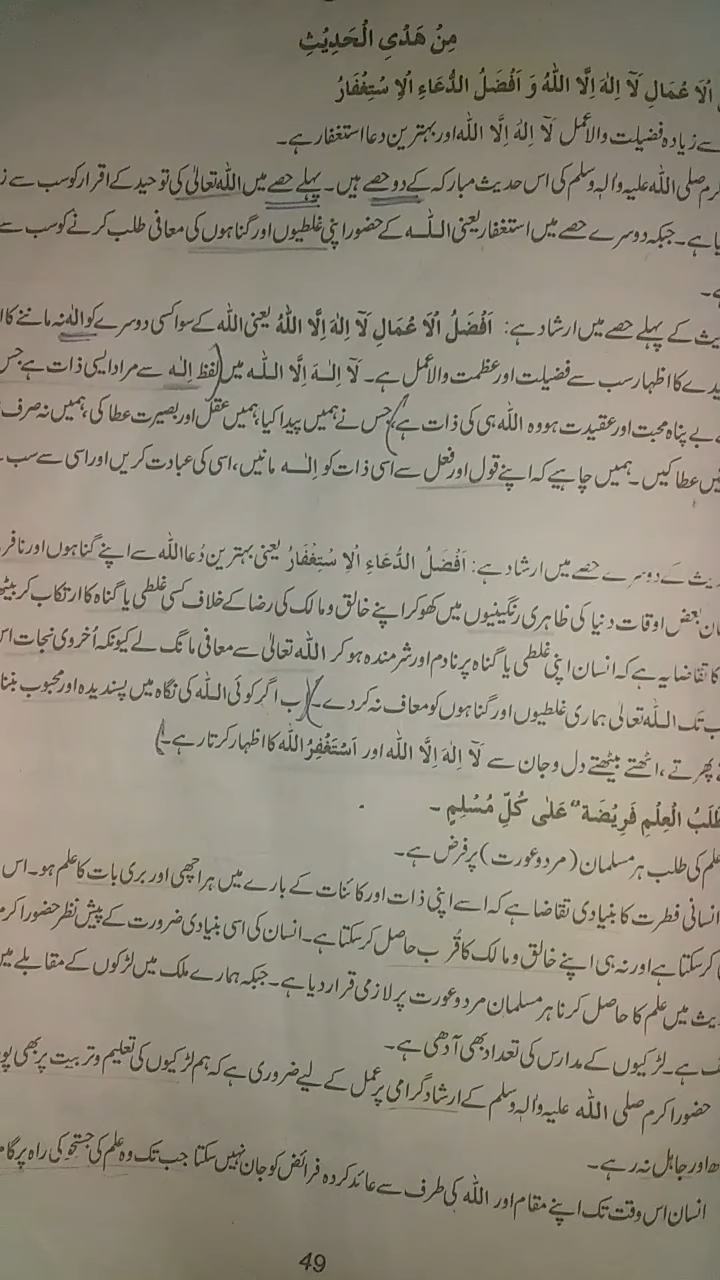 مِنْ هَدْىِ الْحَدِيْثِ
اْلَا عْمَالِ لَآ اِلٰهَ اِلَّا اللّٰهُ وَ اَفْضَلُ الدُّعَاءِ اْلِا سْتِغْفَارُ
سے زیادہ فضیلت والا عمل لَآ اِلٰهَ اِلَّا اللّٰه اور بہترین دعا استغفار ہے۔
صلی اللہ علیہ والہٖ وسلم کی اس حدیث مبارکہ کے دو حصے ہیں۔ پہلے حصے میں اللہ تعالیٰ کی توحید کے اقرار کو سب سے
ہے۔ جبکہ دوسرے حصے میں استغفار یعنی اللہ کے حضور اپنی غلطیوں اور گناہوں کی معافی طلب کرنے کو سب سے
ہے۔
کے پہلے حصے میں ارشاد ہے: اَفْضَلُ اْلَا عْمَالِ لَآ اِلٰهَ اِلَّا اللّٰهُ یعنی اللہ کے سوا کسی دوسرے کو الٰہ نہ ماننے کا
کا اظہار سب سے فضیلت اور عظمت والا عمل ہے۔ لَآ اِلٰـهَ اِلَّا اللّٰـه میں لفظ اِلٰـه سے مراد ایسی ذات ہے جس
بے پناہ محبت اور عقیدت ہو وہ اللہ ہی کی ذات ہے، جس نے ہمیں پیدا کیا، ہمیں عقل اور بصیرت عطا کی، ہمیں نہ صرف
عطا کیں۔ ہمیں چاہیے کہ اپنے قول اور فعل سے اسی ذات کو اِلٰـه مانیں، اسی کی عبادت کریں اور اسی سے سب
کے دوسرے حصے میں ارشاد ہے: اَفْضَلُ الدُّعَاءِ اْلِا سْتِغْفَارُ یعنی بہترین دُعا اللہ سے اپنے گناہوں اور
بعض اوقات دنیا کی ظاہری رنگینیوں میں کھو کر اپنے خالق و مالک کی رضا کے خلاف کسی غلطی یا گناہ کا ارتکاب کر
کا تقاضا یہ ہے کہ انسان اپنی غلطی یا گناہ پر نادم اور شرمندہ ہو کر اللہ تعالیٰ سے معافی مانگ لے کیونکہ اُخروی نجات
تک اللہ تعالیٰ ہماری غلطیوں اور گناہوں کو معاف نہ کر دے۔ اب اگر کوئی اللہ کی نگاہ میں پسندیدہ اور محبوب بننا
پھرتے، اٹھتے بیٹھتے دل و جان سے لَآ اِلٰهَ اِلَّا اللّٰه اور اَسْتَغْفِرُ اللّٰه کا اظہار کرتا رہے۔
طَلَبُ الْعِلْمِ فَرِيْضَة ٌ عَلٰى كُلِّ مُسْلِمٍ ۔
علم کی طلب ہر مسلمان (مرد و عورت) پر فرض ہے۔
انسانی فطرت کا بنیادی تقاضا ہے کہ اسے اپنی ذات اور کائنات کے بارے میں ہر اچھی اور بری بات کا علم ہو۔ اس
کر سکتا ہے اور نہ ہی اپنے خالق و مالک کا قُرب حاصل کر سکتا ہے۔ انسان کی اسی بنیادی ضرورت کے پیش نظر حضور اکرم
میں علم کا حاصل کرنا ہر مسلمان مرد و عورت پر لازمی قرار دیا ہے۔ جبکہ ہمارے ملک میں لڑکوں کے مقابلے میں
ہے۔ لڑکیوں کے مدارس کی تعداد بھی آدھی ہے۔
حضور اکرم صلی اللہ علیہ والہٖ وسلم کے ارشاد گرامی پر عمل کے لیے ضروری ہے کہ ہم لڑکیوں کی تعلیم و تربیت پر بھی
اور جاہل نہ رہے۔
انسان اس وقت تک اپنے مقام اور اللہ کی طرف سے عائد کردہ فرائض کو جان نہیں سکتا جب تک وہ علم کی جستجو کی راہ پر
49